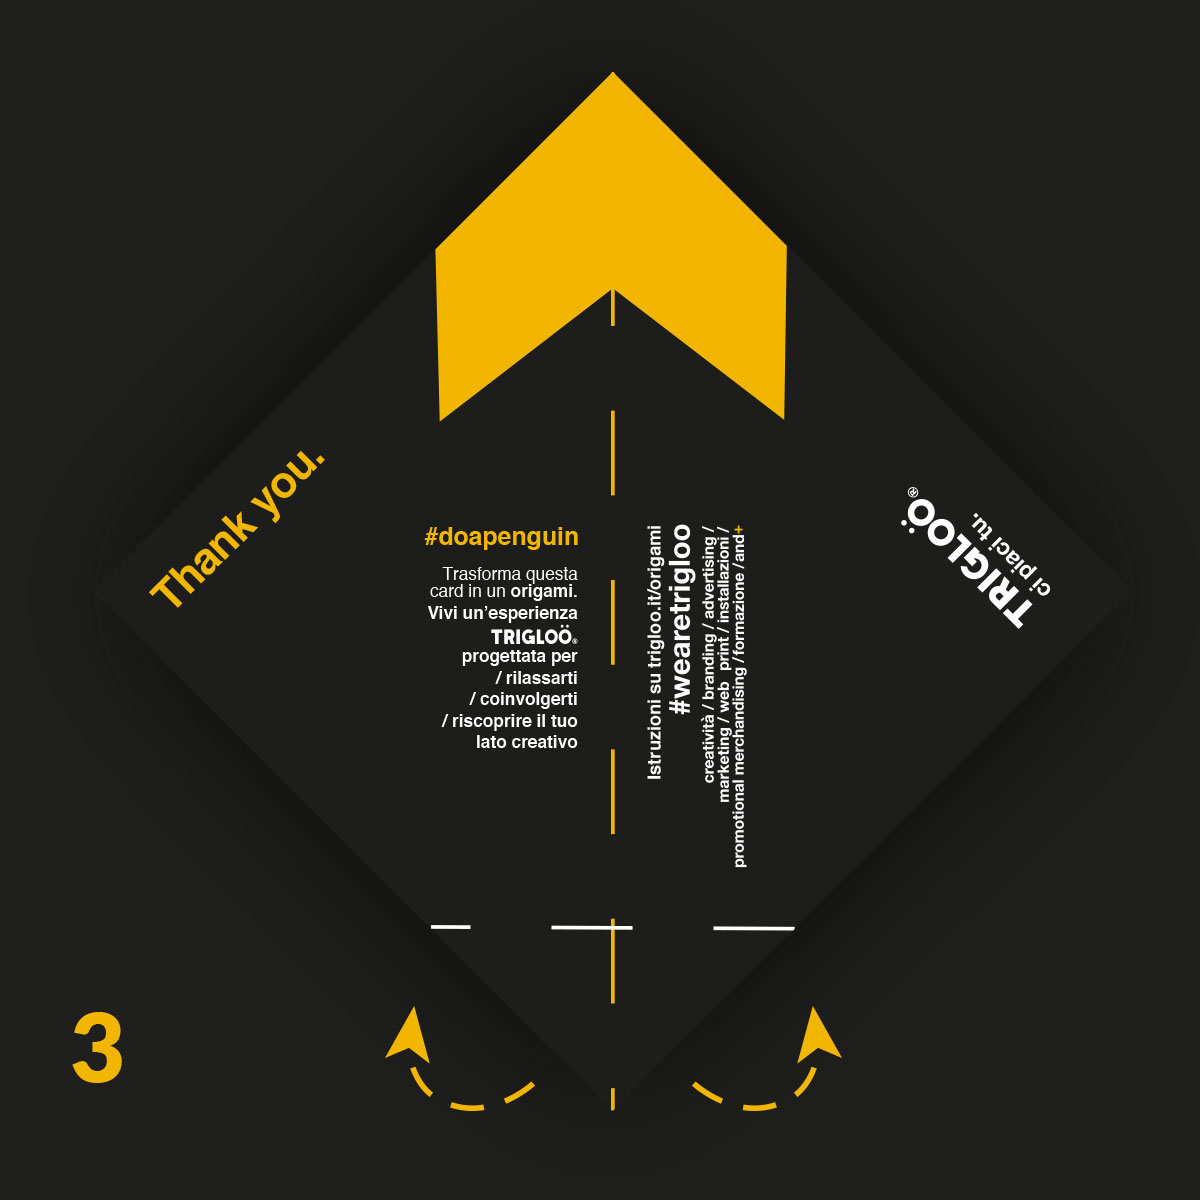 Thank you.
#doapenguin
Trasforma questa
card in un origami.
Vivi un'esperienza
TRIGLOÖ®
progettata per
/ rilassarti
/ coinvolgerti
/ riscoprire il tuo
lato creativo
Istruzioni su trigloo.it/origami
#wearetrigloo
creatività / branding / advertising /
marketing / web print / installazioni /
promotional merchandising /formazione /and+
TRIGLOÖ®
ci piaci tu.
3